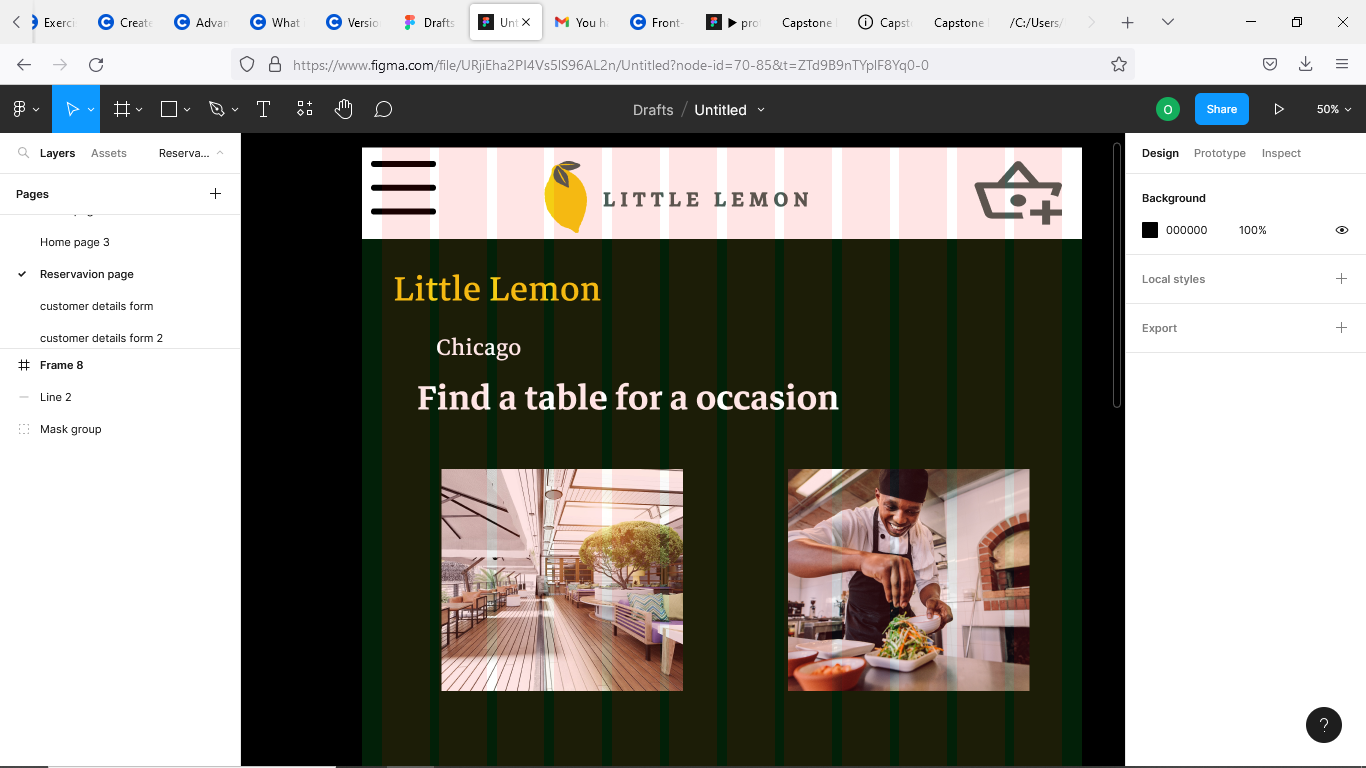 Exerci
Create
Advan
What i
Versio
Drafts
Unt
You ha
Front-
pro
Capstone
Capst
Capstone
/C:/Users/
https://www.figma.com/file/URjiEha2PI4Vs5lS96AL2n/Untitled?node-id=70-85&t=ZTd9B9nTYpIF8Yq0-0
Drafts / Untitled
O
Share
50%
Layers
Assets
Reserva...
Pages
Home page 3
Reservavion page
customer details form
customer details form 2
Frame 8
Line 2
Mask group
LITTLE LEMON
Little Lemon
Chicago
Find a table for a occasion
Design
Prototype
Inspect
Background
000000
100%
Local styles
Export
?